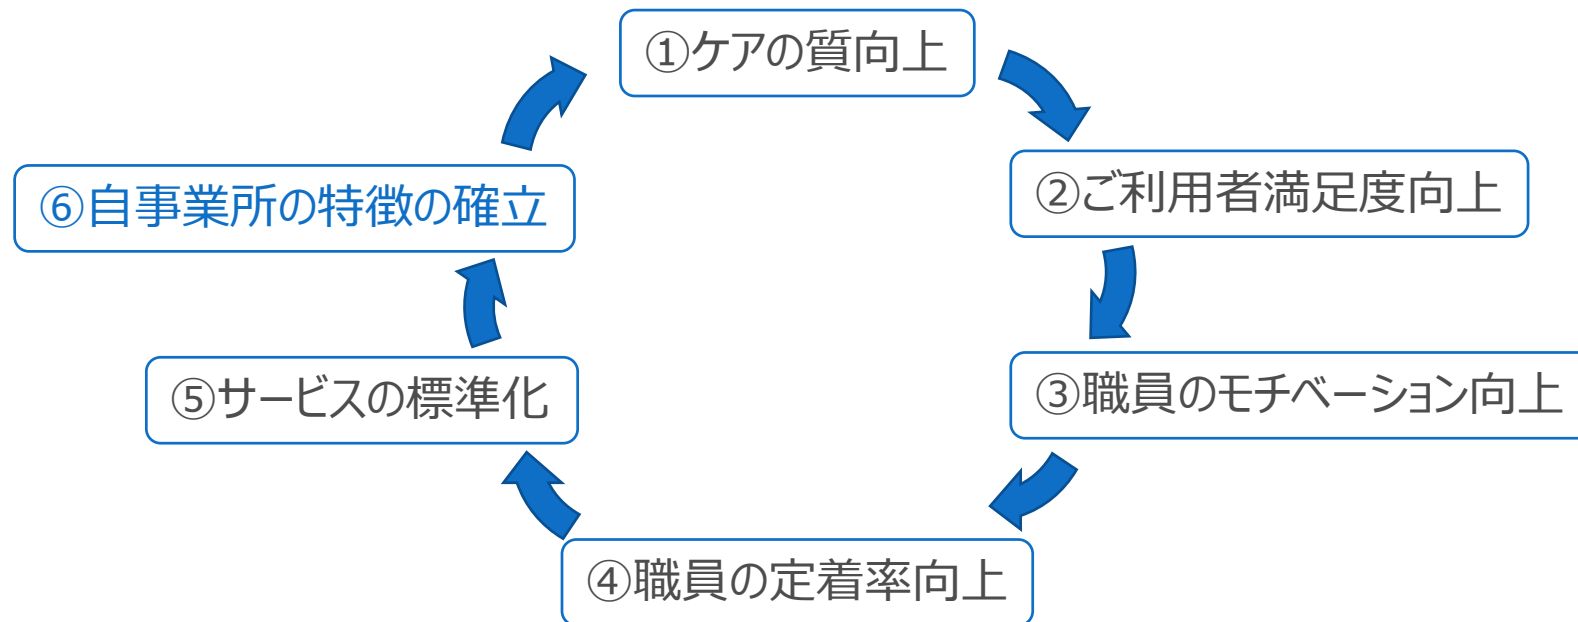 ①ケアの質向上
②ご利用者満足度向上
③職員のモチベーション向上
④職員の定着率向上
⑤サービスの標準化
⑥自事業所の特徴の確立